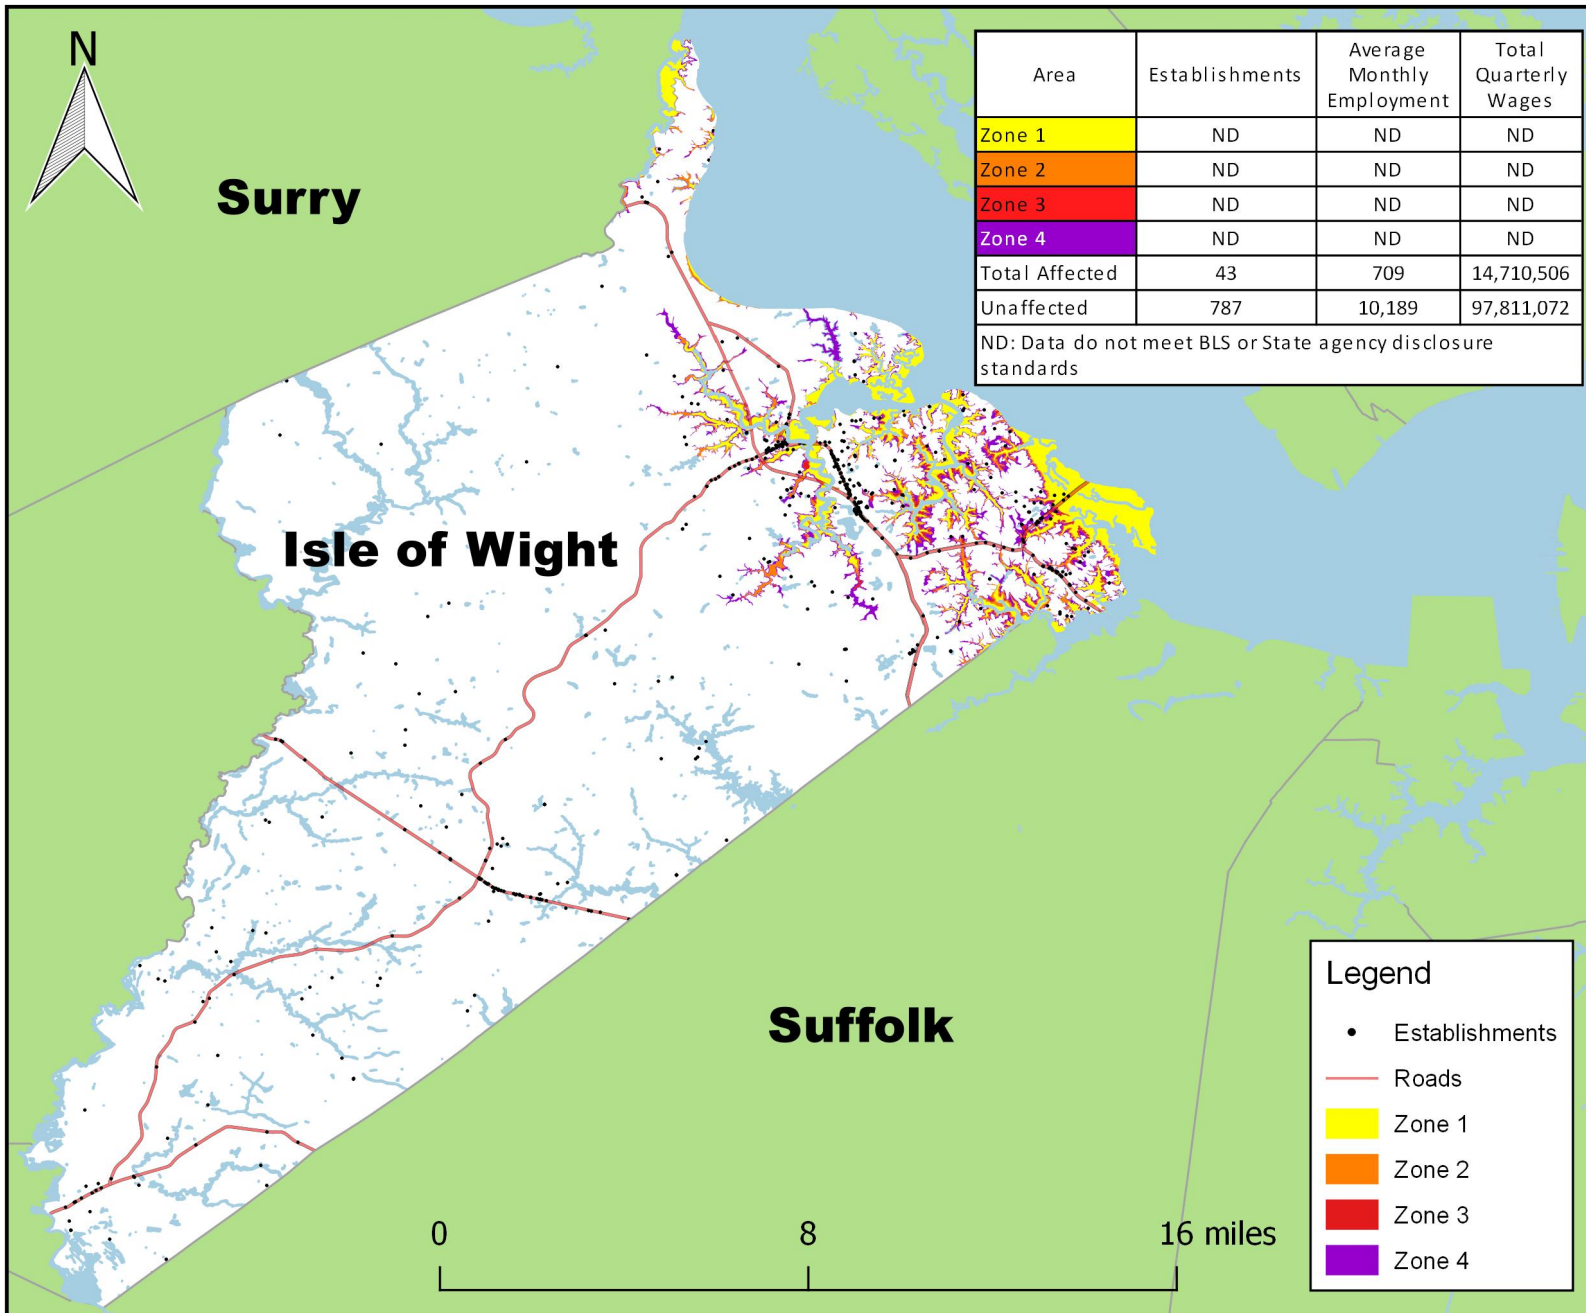 N
Surry
Isle of Wight
Suffolk
Area Establishments Average Monthly Employment Total Quarterly Wages
Zone 1 ND ND ND
Zone 2 ND ND ND
Zone 3 ND ND ND
Zone 4 ND ND ND
Total Affected 43 709 14,710,506
Unaffected 787 10,189 97,811,072
ND: Data do not meet BLS or State agency disclosure
standards
Legend
Establishments
Roads
Zone 1
Zone 2
Zone 3
Zone 4
0 8 16 miles